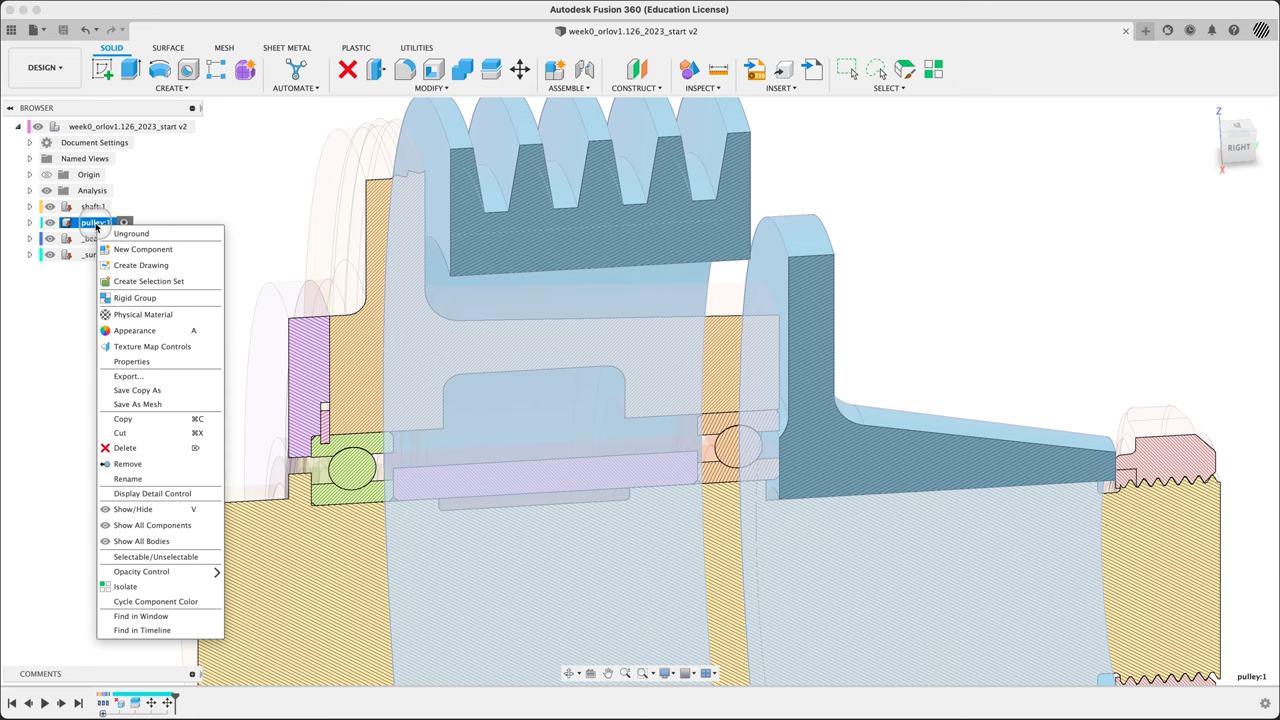 Autodesk Fusion 360 (Education License)
week0_orlov1.126_2023_start v2
DESIGN
SOLID
SURFACE
MESH
SHEET METAL
PLASTIC
UTILITIES
CREATE
AUTOMATE
MODIFY
ASSEMBLE
CONSTRUCT
INSPECT
INSERT
SELECT
BROWSER
week0_orlov1.126_2023_start v2
Document Settings
Named Views
Origin
Analysis
shaft:1
pulley:1
Unground
New Component
Create Drawing
Create Selection Set
Rigid Group
Physical Material
Appearance A
Texture Map Controls
Properties
Export...
Save Copy As
Save As Mesh
Copy ⌘C
Cut ⌘X
Delete ⌦
Remove
Rename
Display Detail Control
Show/Hide V
Show All Components
Show All Bodies
Selectable/Unselectable
Opacity Control
Isolate
Cycle Component Color
Find in Window
Find in Timeline
Z
RIGHT
X
COMMENTS
pulley:1